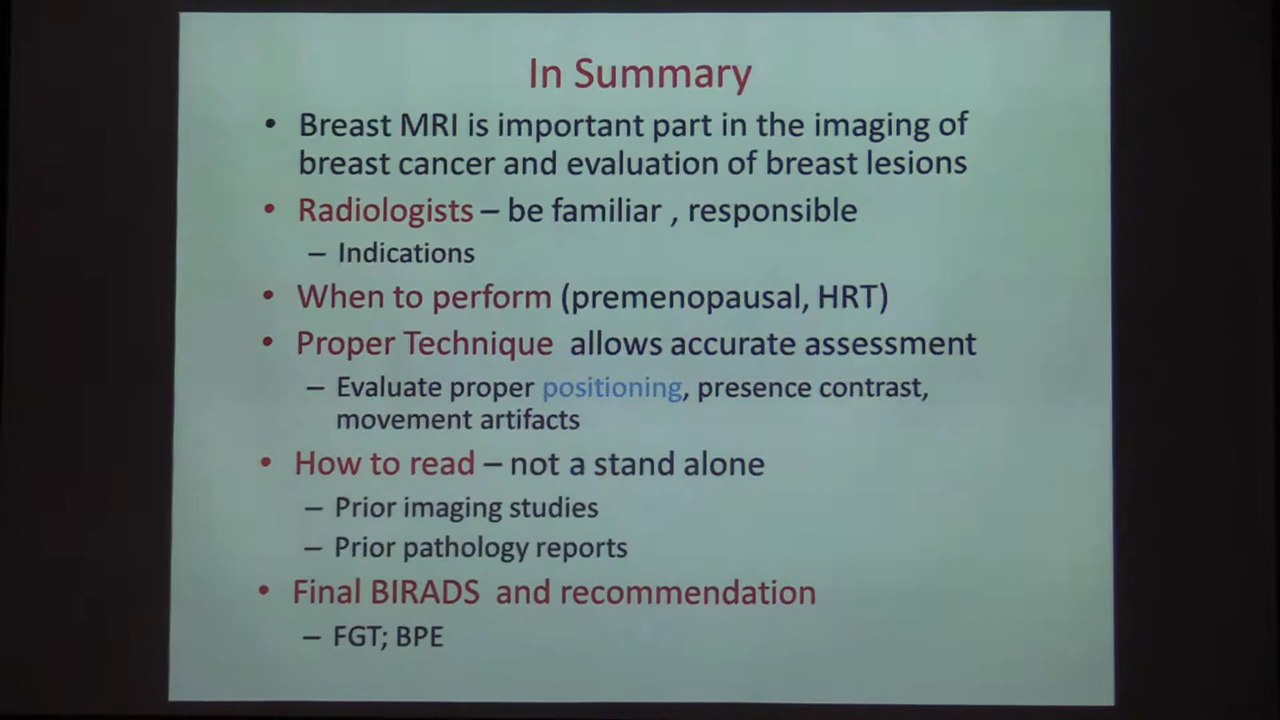 In Summary
• Breast MRI is important part in the imaging of
breast cancer and evaluation of breast lesions
• Radiologists – be familiar , responsible
– Indications
• When to perform (premenopausal, HRT)
• Proper Technique allows accurate assessment
– Evaluate proper positioning, presence contrast,
movement artifacts
• How to read – not a stand alone
– Prior imaging studies
– Prior pathology reports
• Final BIRADS and recommendation
– FGT; BPE